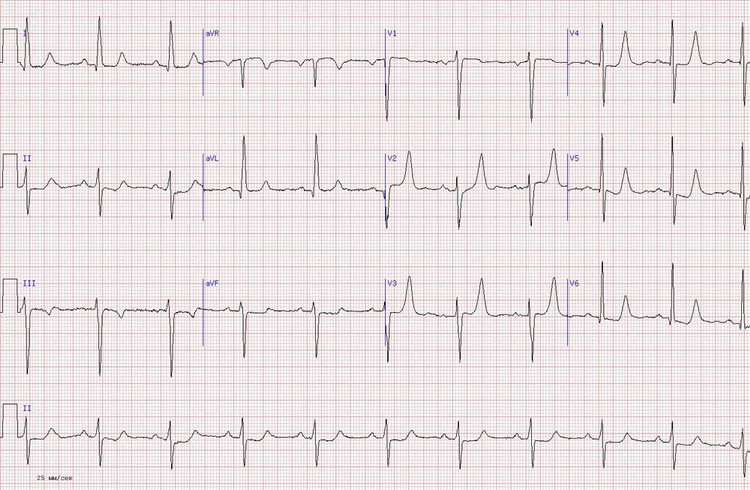 I aVR V1 V4
II aVL V2 V5
III aVF V3 V6
II
25 мм/сек